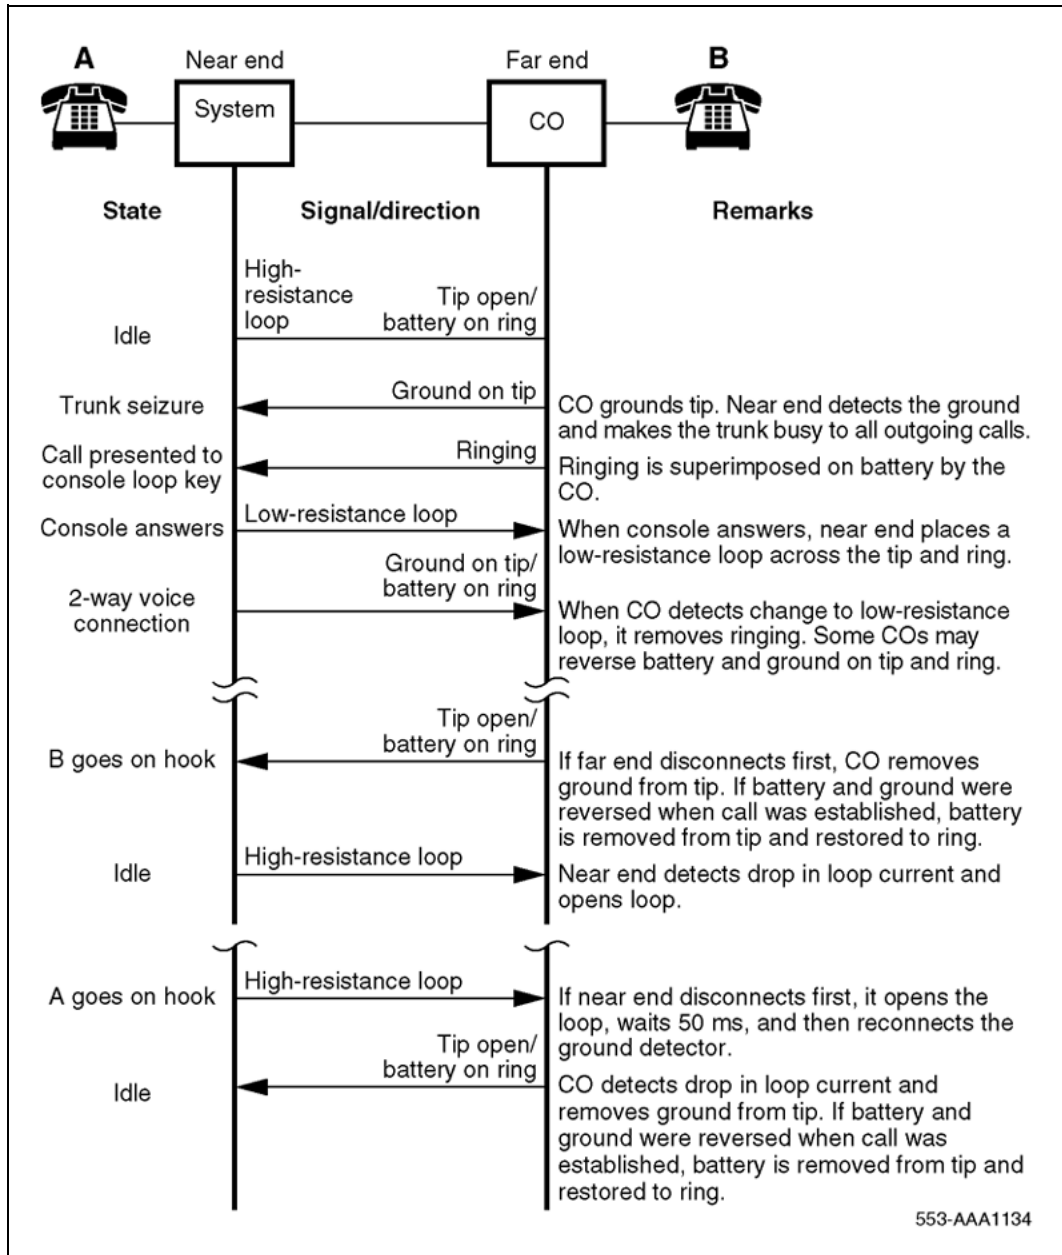 A
Near end
Far end
B
System
CO
State
Signal/direction
Remarks
High-
resistance
loop
Tip open/
battery on ring
Idle
Trunk seizure
Ground on tip
CO grounds tip. Near end detects the ground
and makes the trunk busy to all outgoing calls.
Call presented to
console loop key
Ringing
Ringing is superimposed on battery by the
CO.
Console answers
Low-resistance loop
When console answers, near end places a
low-resistance loop across the tip and ring.
2-way voice
connection
Ground on tip/
battery on ring
When CO detects change to low-resistance
loop, it removes ringing. Some COs may
reverse battery and ground on tip and ring.
B goes on hook
Tip open/
battery on ring
If far end disconnects first, CO removes
ground from tip. If battery and ground were
reversed when call was established, battery
is removed from tip and restored to ring.
Idle
High-resistance loop
Near end detects drop in loop current and
opens loop.
A goes on hook
High-resistance loop
If near end disconnects first, it opens the
loop, waits 50 ms, and then reconnects the
ground detector.
Idle
Tip open/
battery on ring
CO detects drop in loop current and
removes ground from tip. If battery and
ground were reversed when call was
established, battery is removed from tip and
restored to ring.
553-AAA1134